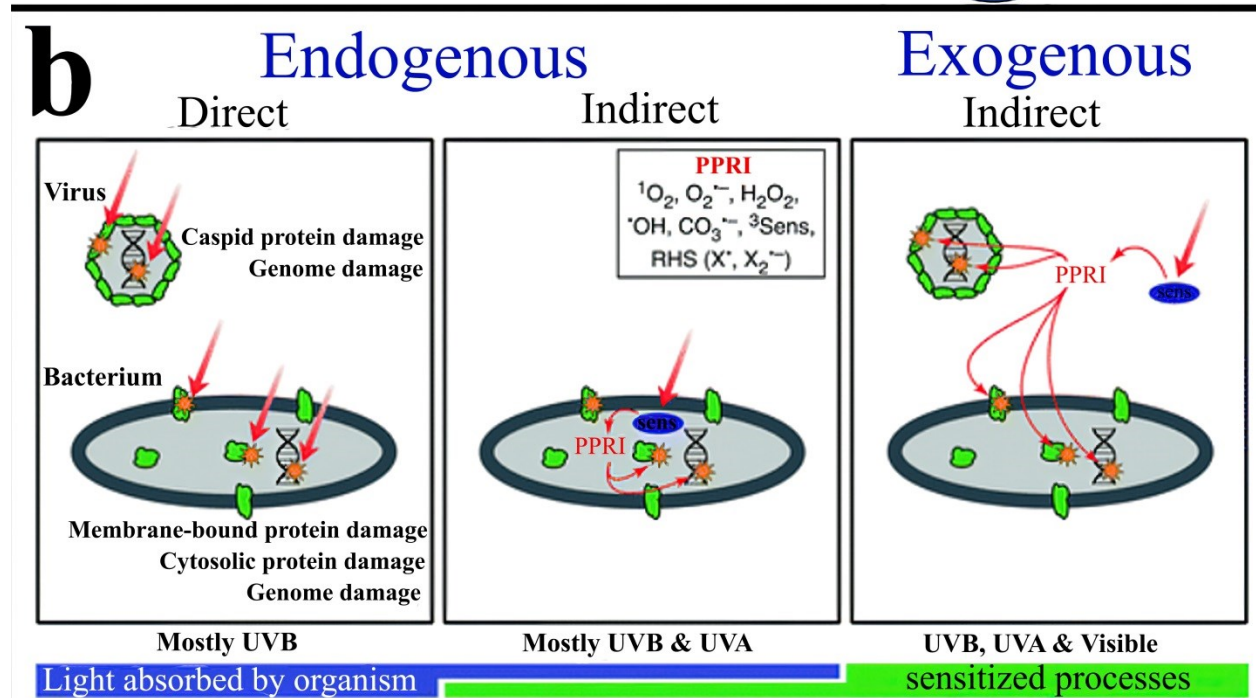 b
Endogenous
Exogenous
Direct
Indirect
Indirect
Virus
Caspid protein damage
Genome damage
Bacterium
Membrane-bound protein damage
Cytosolic protein damage
Genome damage
PPRI
¹O₂, O₂•⁻, H₂O₂,
•OH, CO₃•⁻, ³Sens,
RHS (X•, X₂•⁻)
sens
PPRI
PPRI
sens
Mostly UVB
Mostly UVB & UVA
UVB, UVA & Visible
Light absorbed by organism
sensitized processes